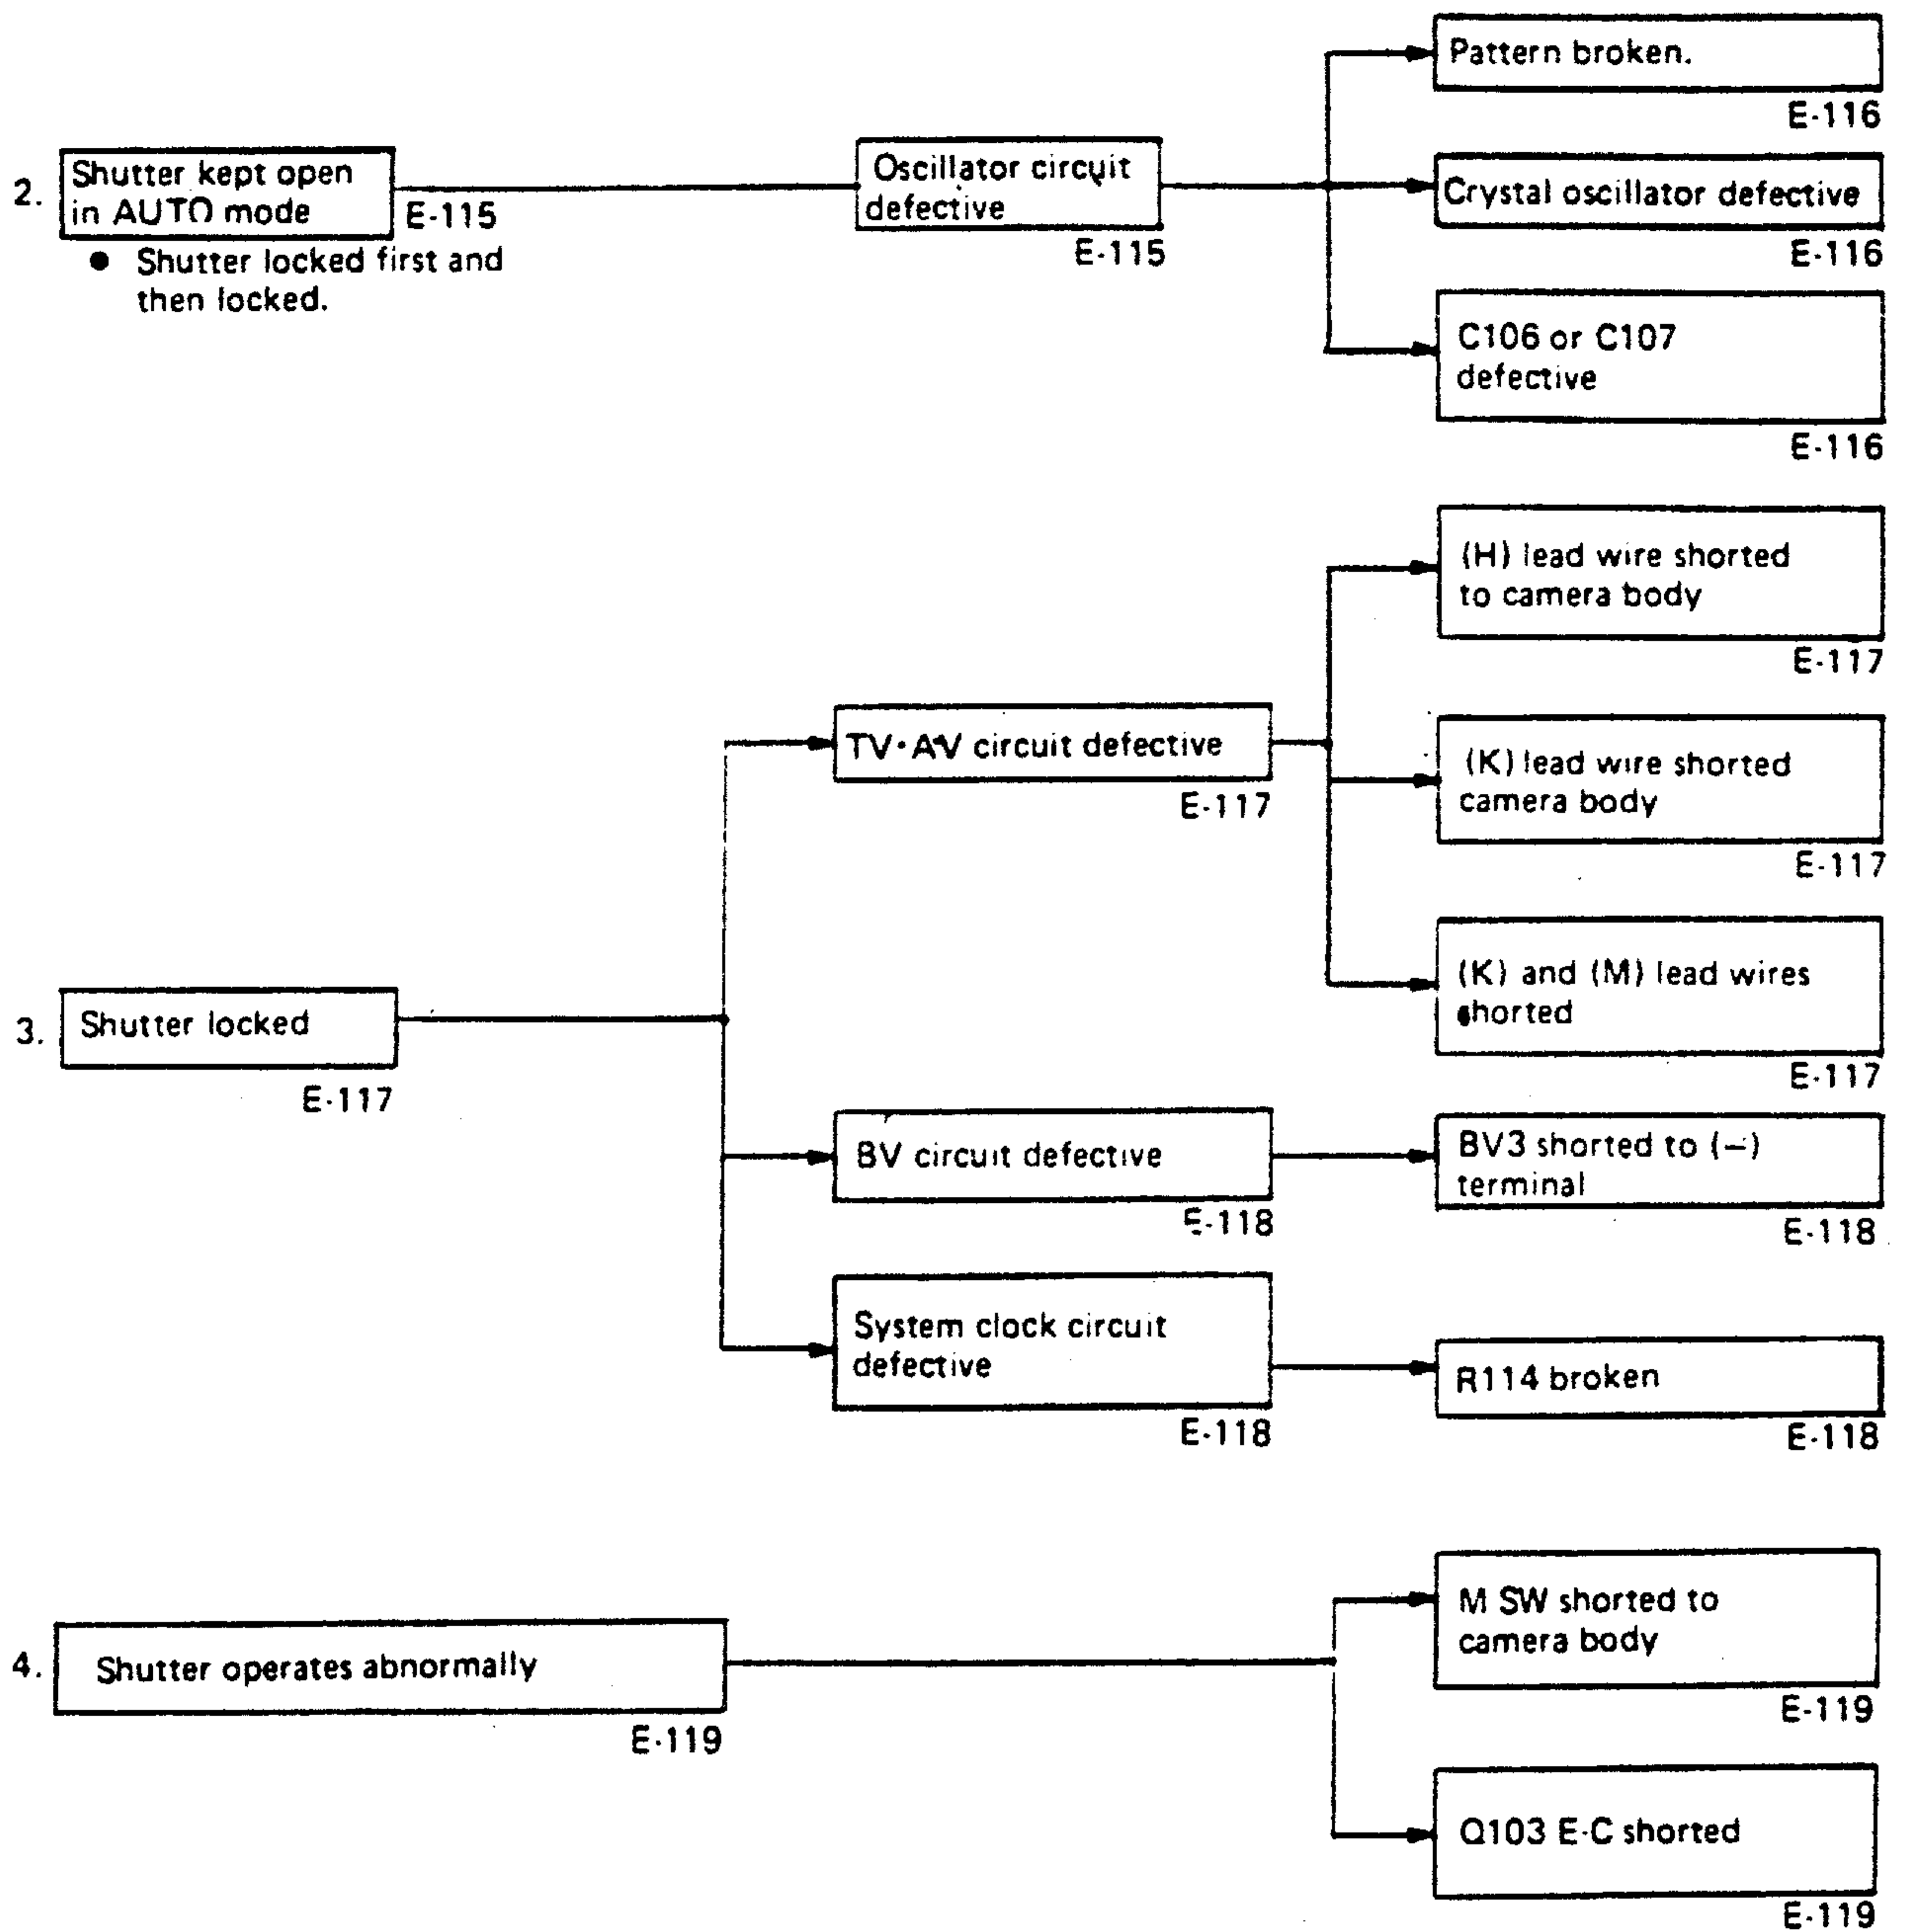 2.
Shutter kept open
in AUTO mode
E-115
● Shutter locked first and
then locked.
Oscillator circuit
defective
E-115
Pattern broken.
E-116
Crystal oscillator defective
E-116
C106 or C107
defective
E-116
3.
Shutter locked
E-117
TV·AV circuit defective
E-117
(H) lead wire shorted
to camera body
E-117
(K) lead wire shorted
camera body
E-117
(K) and (M) lead wires
shorted
E-117
BV circuit defective
E-118
BV3 shorted to (–)
terminal
E-118
System clock circuit
defective
E-118
R114 broken
E-118
4.
Shutter operates abnormally
E-119
M SW shorted to
camera body
E-119
Q103 E-C shorted
E-119